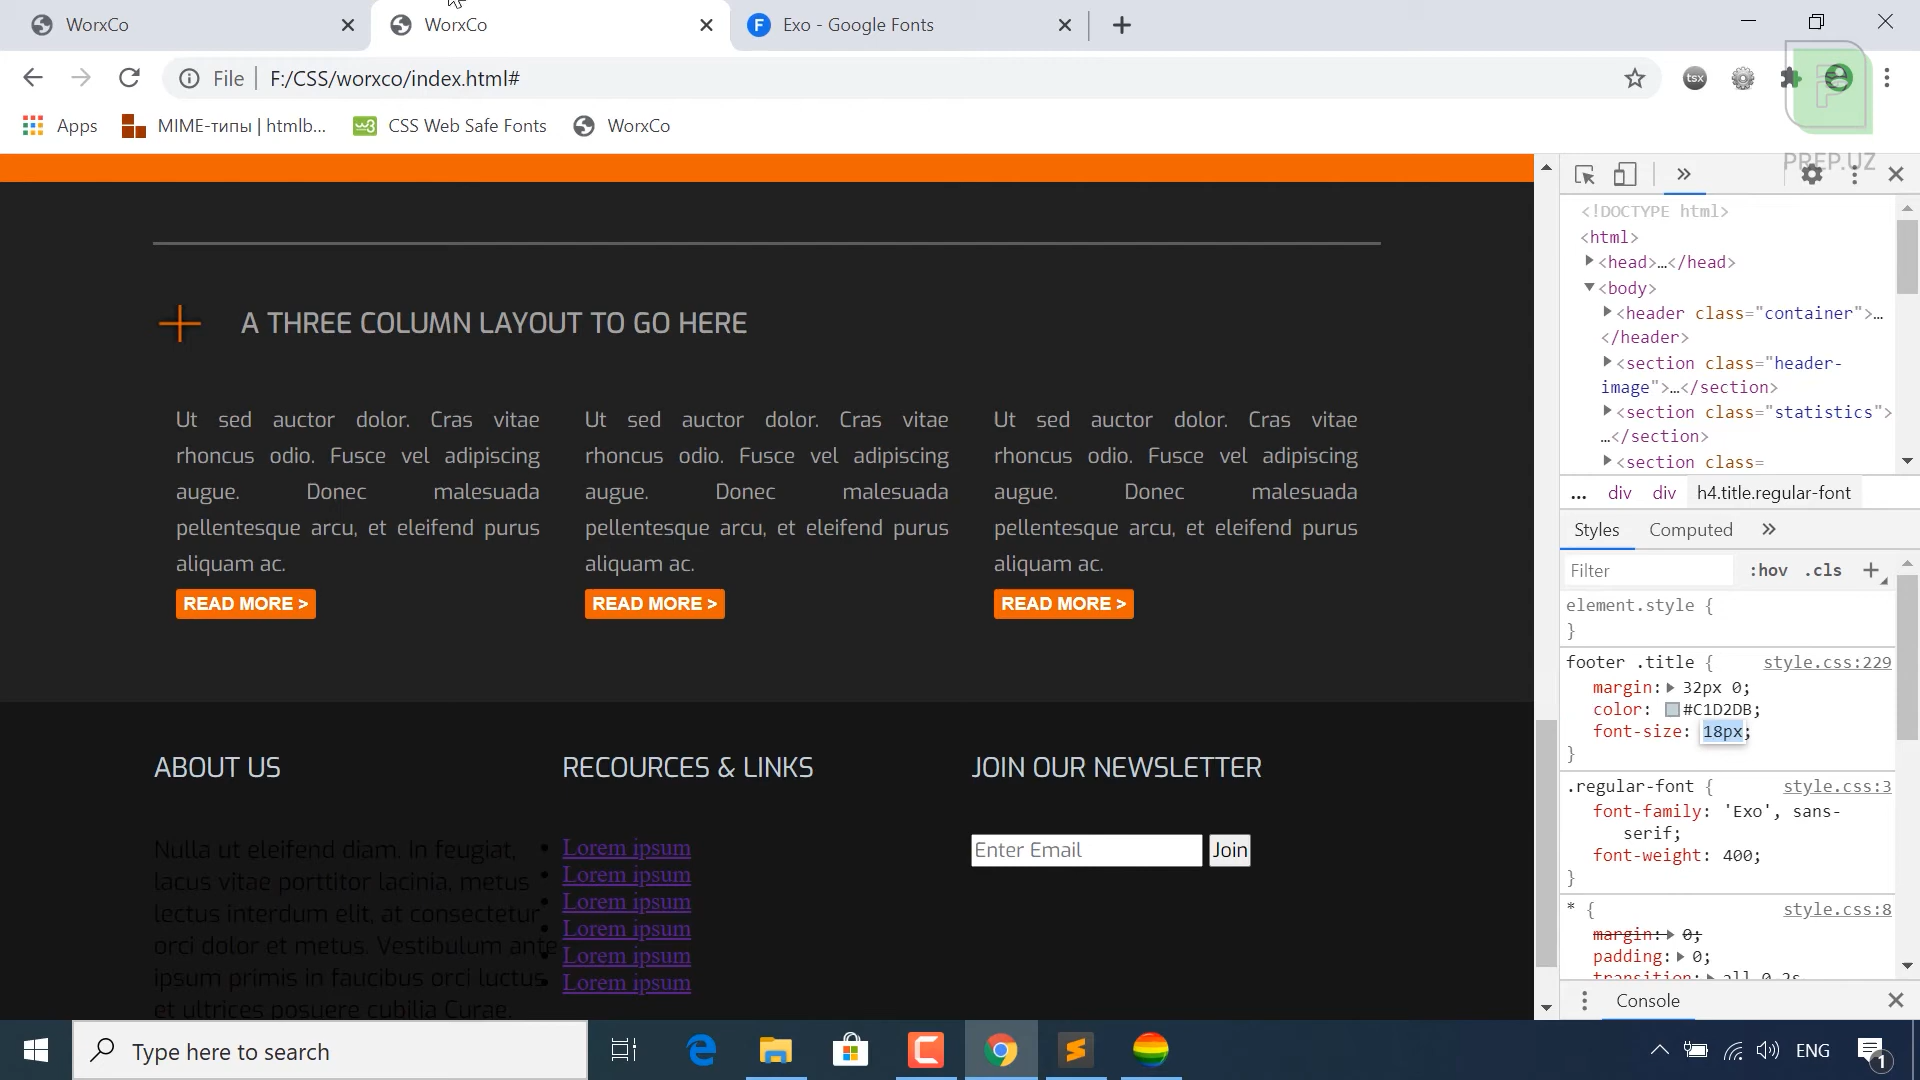 WorxCo
WorxCo
Exo - Google Fonts
File
F:/CSS/worxco/index.html#
tsx
Apps
MIME-типы | htmlb...
CSS Web Safe Fonts
WorxCo
PREP.UZ
A THREE COLUMN LAYOUT TO GO HERE
Ut sed auctor dolor. Cras vitae
rhoncus odio. Fusce vel adipiscing
augue. Donec malesuada
pellentesque arcu, et eleifend purus
aliquam ac.
READ MORE >
Ut sed auctor dolor. Cras vitae
rhoncus odio. Fusce vel adipiscing
augue. Donec malesuada
pellentesque arcu, et eleifend purus
aliquam ac.
READ MORE >
Ut sed auctor dolor. Cras vitae
rhoncus odio. Fusce vel adipiscing
augue. Donec malesuada
pellentesque arcu, et eleifend purus
aliquam ac.
READ MORE >
ABOUT US
Nulla ut eleifend diam. In feugiat,
lacus vitae porttitor lacinia, metus
lectus interdum elit, at consectetur
orci dolor et metus. Vestibulum ante
ipsum primis in faucibus orci luctus
et ultrices posuere cubilia Curae.
RECOURCES & LINKS
Lorem ipsum
Lorem ipsum
Lorem ipsum
Lorem ipsum
Lorem ipsum
Lorem ipsum
JOIN OUR NEWSLETTER
Enter Email
Join
<!DOCTYPE html>
<html>
<head>…</head>
<body>
<header class="container">…
</header>
<section class="header-
image">…</section>
<section class="statistics">
…</section>
<section class=
... div div h4.title.regular-font
Styles Computed
Filter :hov .cls
element.style {
}
footer .title { style.css:229
margin: 32px 0;
color: #C1D2DB;
font-size: 18px;
}
.regular-font { style.css:3
font-family: 'Exo', sans-
serif;
font-weight: 400;
}
* { style.css:8
margin: 0;
padding: 0;
transition: all 0.2s
Console
Type here to search
ENG
1